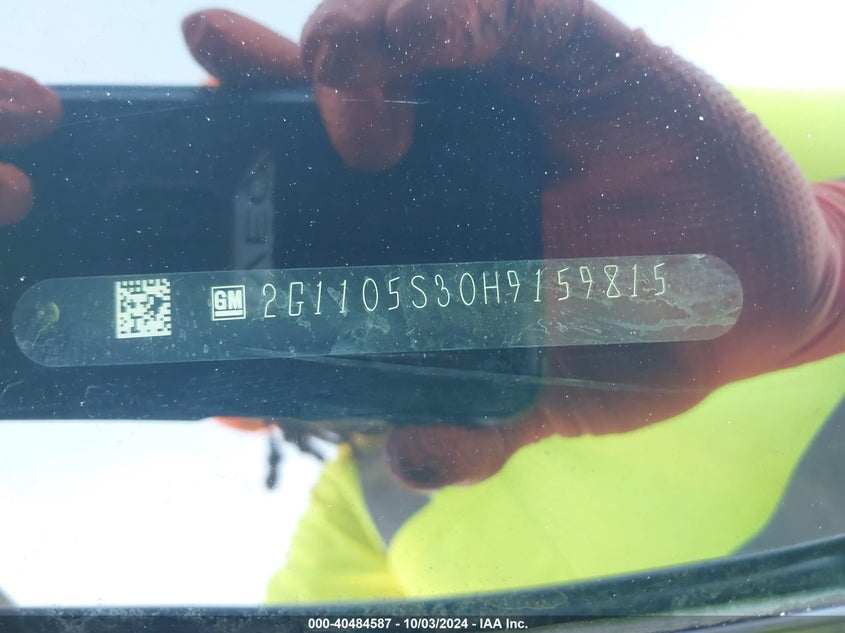 GM 2G1105S30H9159815
000-40484587 - 10/03/2024 - IAA Inc.